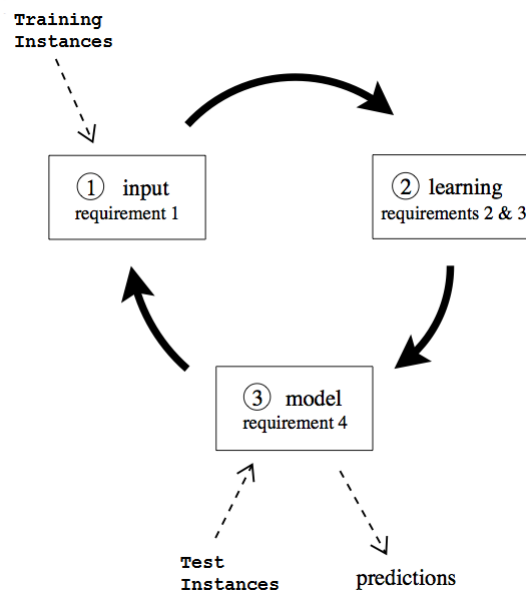 Training
Instances
① input
requirement 1
② learning
requirements 2 & 3
③ model
requirement 4
Test
Instances
predictions